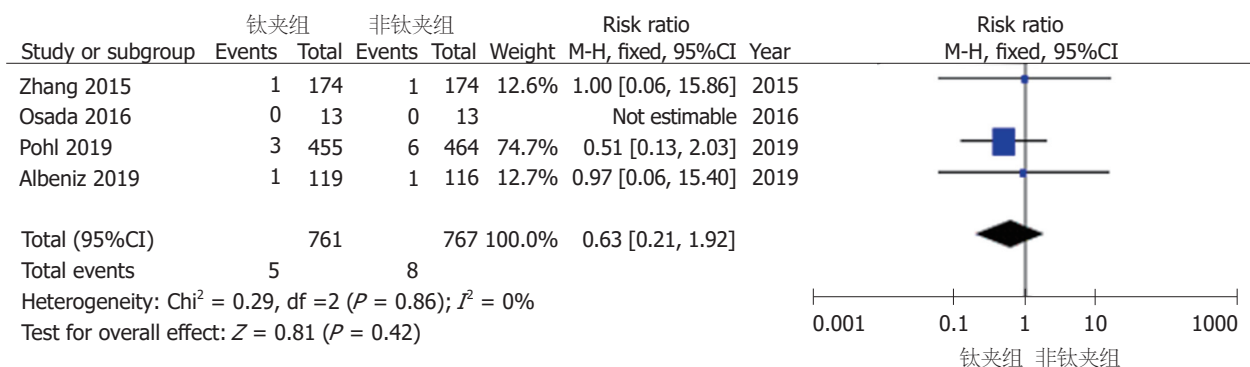 钛夹组 非钛夹组 Risk ratio Risk ratio
Study or subgroup Events Total Events Total Weight M-H, fixed, 95%CI Year M-H, fixed, 95%CI
Zhang 2015 1 174 1 174 12.6% 1.00 [0.06, 15.86] 2015
Osada 2016 0 13 0 13 Not estimable 2016
Pohl 2019 3 455 6 464 74.7% 0.51 [0.13, 2.03] 2019
Albeniz 2019 1 119 1 116 12.7% 0.97 [0.06, 15.40] 2019
Total (95%CI) 761 767 100.0% 0.63 [0.21, 1.92]
Total events 5 8
Heterogeneity: Chi² = 0.29, df =2 (P = 0.86); I² = 0%
Test for overall effect: Z = 0.81 (P = 0.42)
0.001 0.1 1 10 1000
钛夹组 非钛夹组